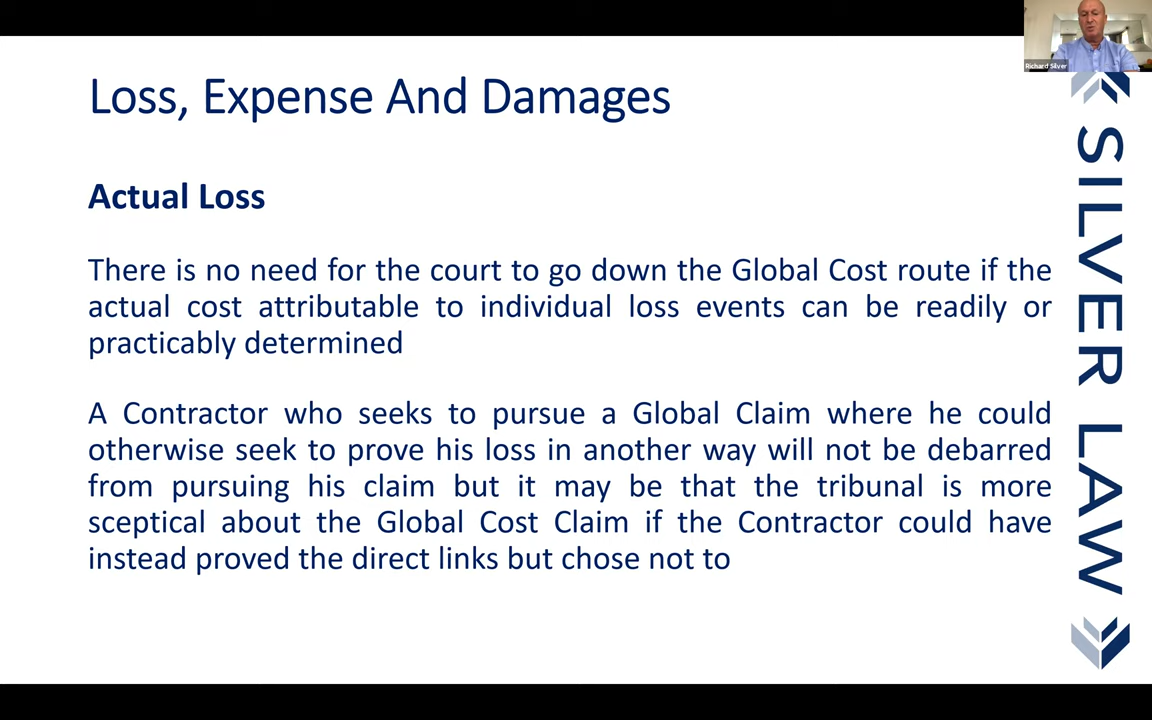 Loss, Expense And Damages
Richard Silver
Actual Loss
There is no need for the court to go down the Global Cost route if the
actual cost attributable to individual loss events can be readily or
practicably determined
A Contractor who seeks to pursue a Global Claim where he could
otherwise seek to prove his loss in another way will not be debarred
from pursuing his claim but it may be that the tribunal is more
sceptical about the Global Cost Claim if the Contractor could have
instead proved the direct links but chose not to
SILVER LAW